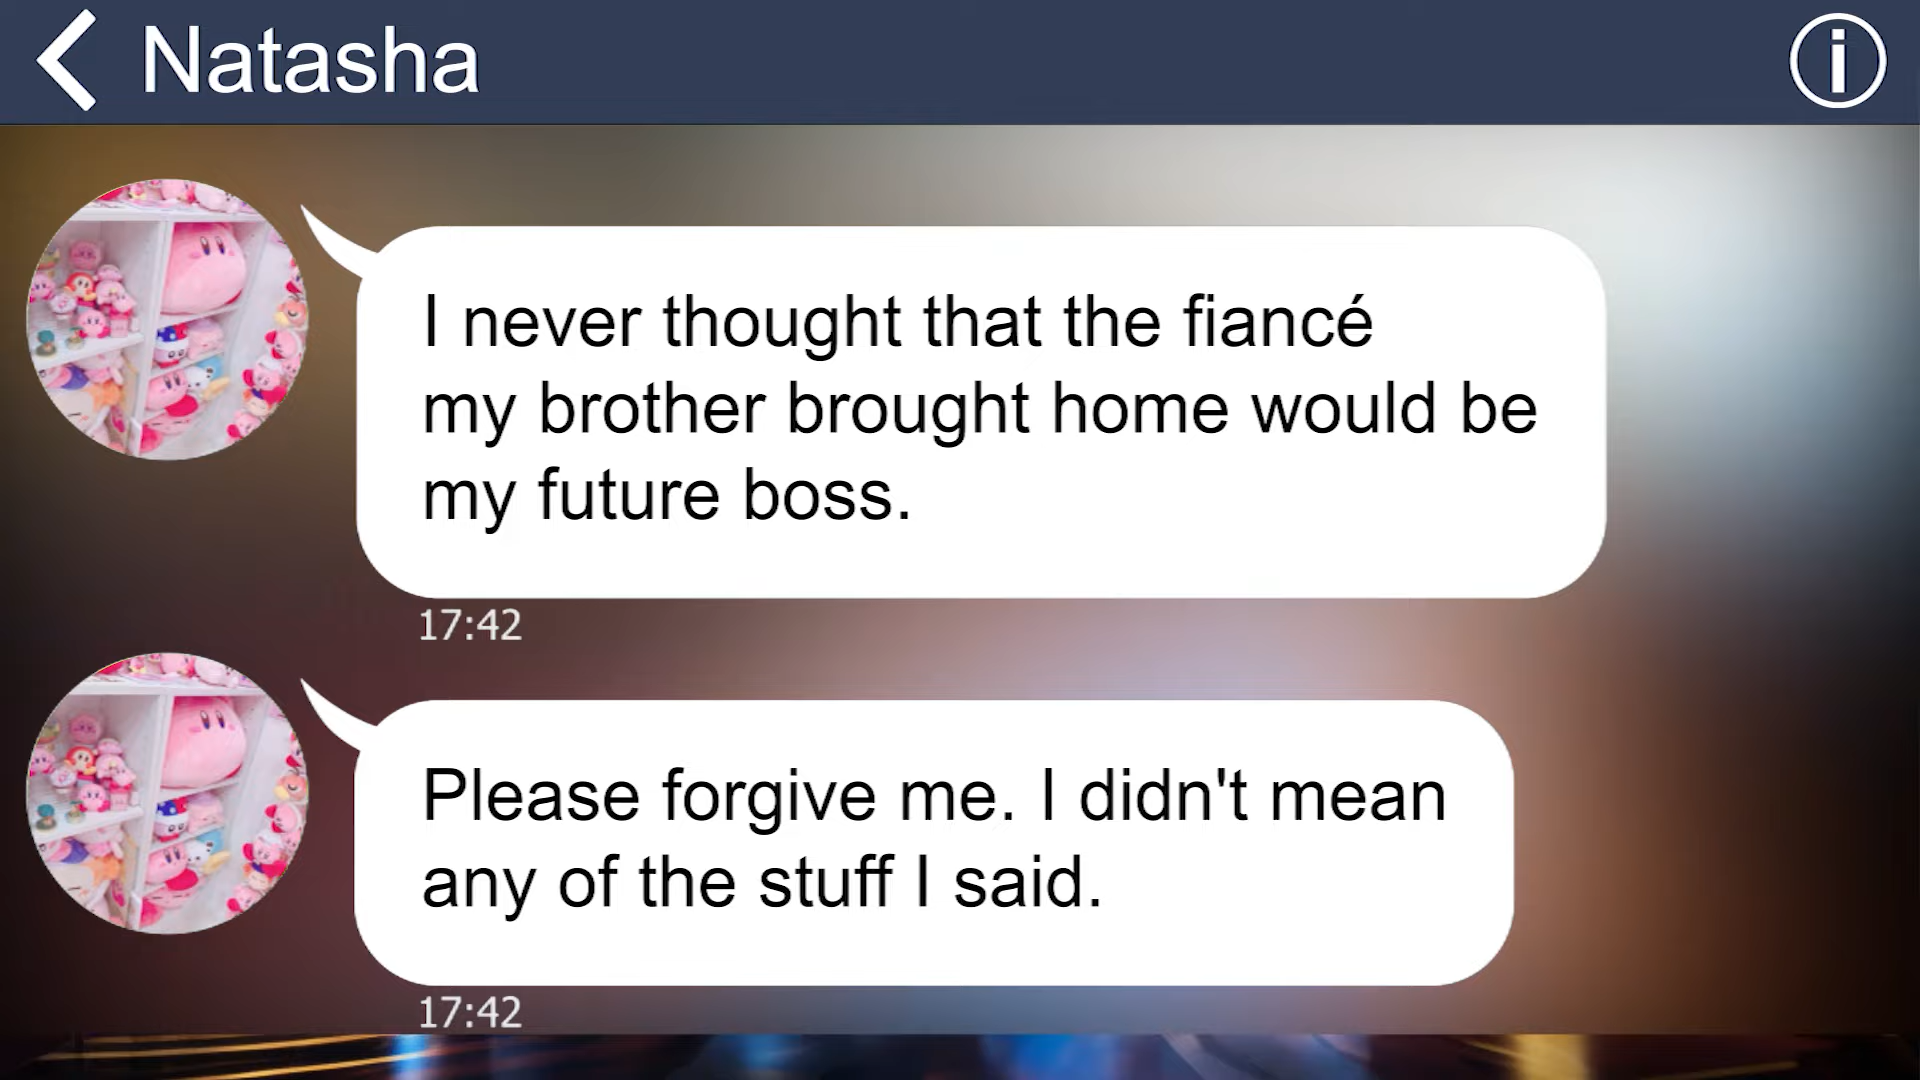 Natasha
I never thought that the fiancé
my brother brought home would be
my future boss.
17:42
Please forgive me. I didn't mean
any of the stuff I said.
17:42